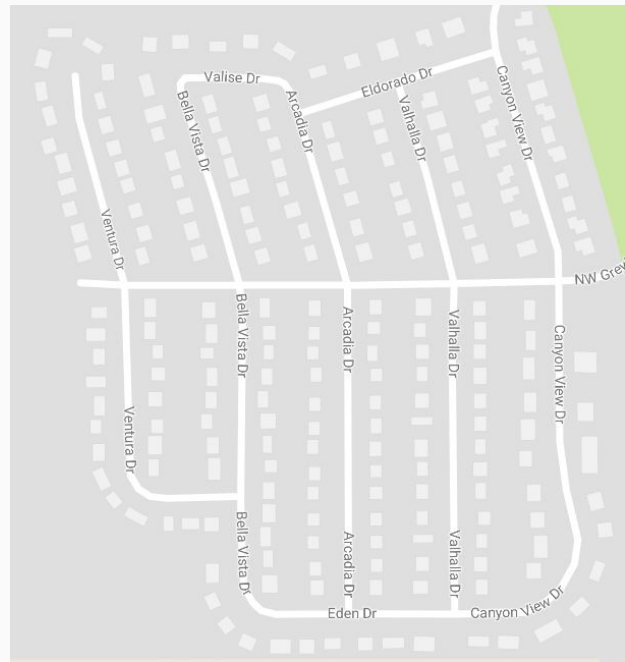 Valise Dr
Eldorado Dr
Canyon View Dr
Bella Vista Dr
Arcadia Dr
Valhalla Dr
Ventura Dr
NW Grey
Bella Vista Dr
Arcadia Dr
Valhalla Dr
Canyon View Dr
Ventura Dr
Bella Vista Dr
Arcadia Dr
Valhalla Dr
Eden Dr
Canyon View Dr